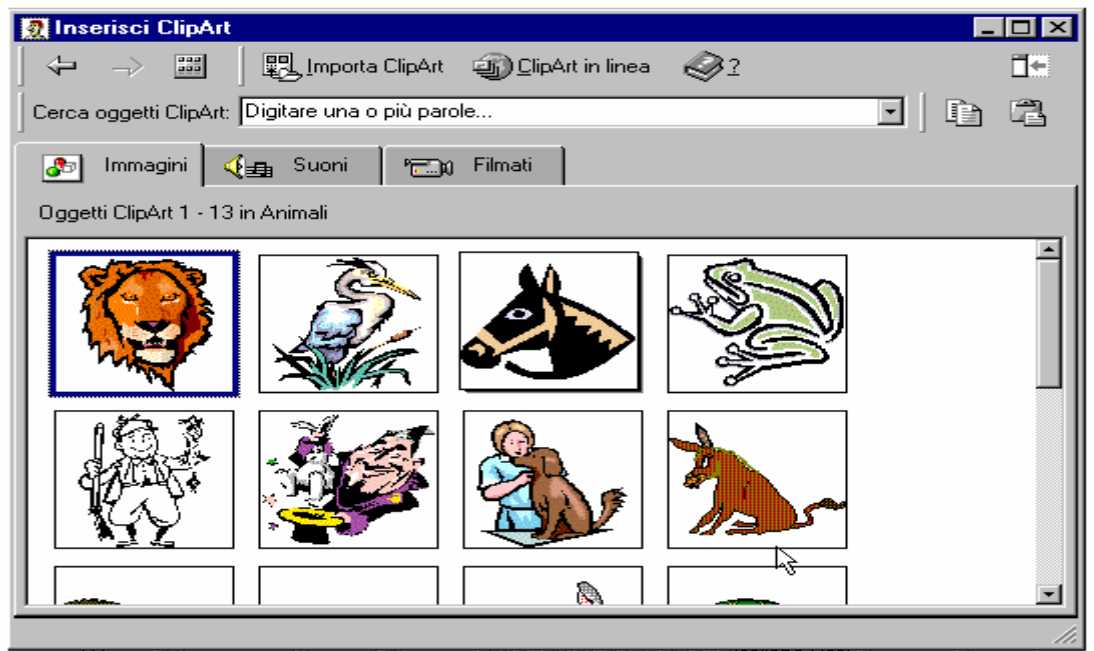 Inserisci ClipArt
Importa ClipArt ClipArt in linea ?
Cerca oggetti ClipArt: Digitare una o più parole...
Immagini Suoni Filmati
Oggetti ClipArt 1 - 13 in Animali